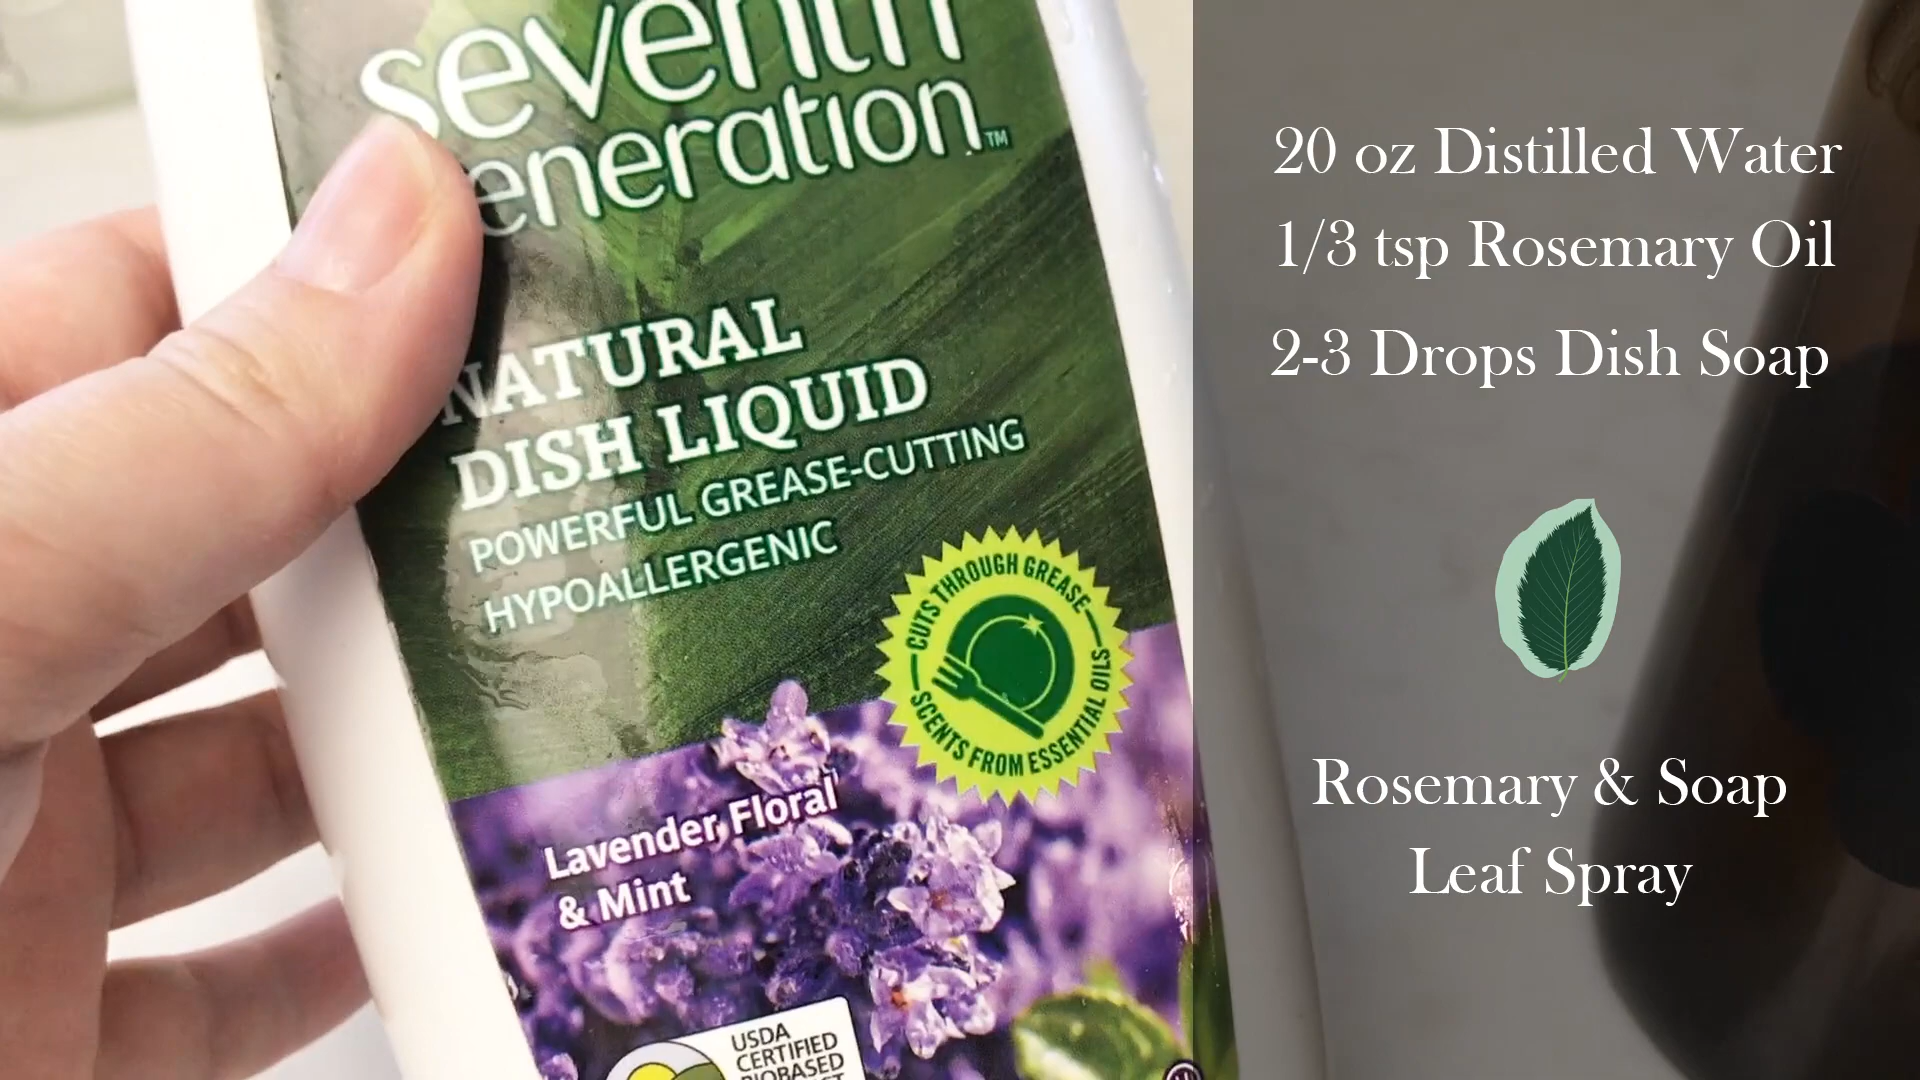 seventh
eneration™
NATURAL
DISH LIQUID
POWERFUL GREASE-CUTTING
HYPOALLERGENIC
CUTS THROUGH GREASE
SCENTS FROM ESSENTIAL OILS
Lavender Floral
& Mint
USDA
CERTIFIED
BIOBASED
20 oz Distilled Water
1/3 tsp Rosemary Oil
2-3 Drops Dish Soap
Rosemary & Soap
Leaf Spray